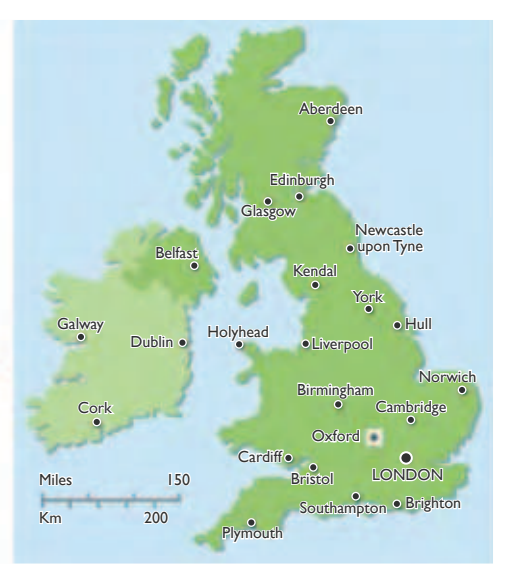 Aberdeen
Edinburgh
Glasgow
Newcastle
upon Tyne
Belfast
Kendal
York
Galway
Dublin
Holyhead
Hull
Liverpool
Norwich
Birmingham
Cork
Cambridge
Oxford
Cardiff
LONDON
Bristol
Miles 150
Southampton
Brighton
Km 200
Plymouth